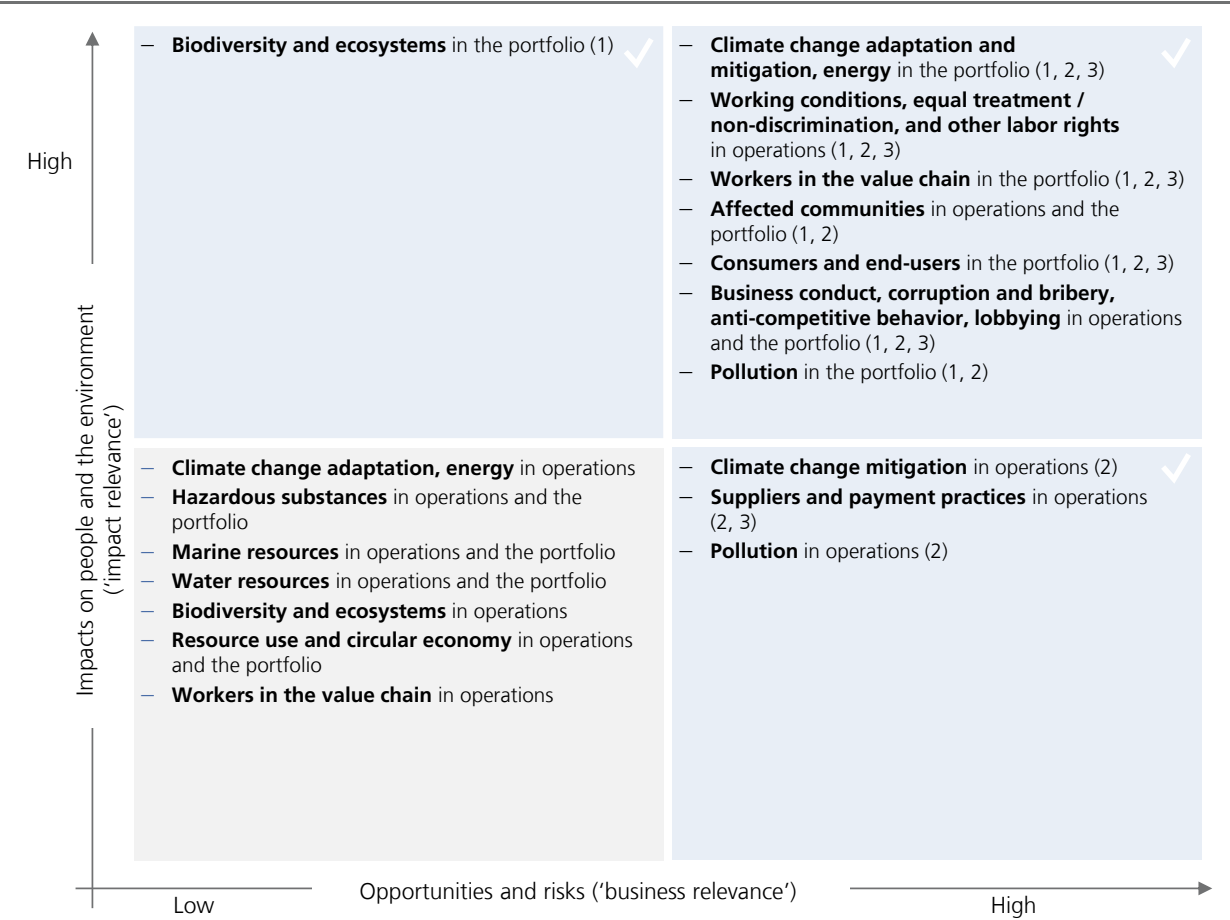 — Biodiversity and ecosystems in the portfolio (1)
— Climate change adaptation and
mitigation, energy in the portfolio (1, 2, 3)
— Working conditions, equal treatment /
non-discrimination, and other labor rights
in operations (1, 2, 3)
— Workers in the value chain in the portfolio (1, 2, 3)
— Affected communities in operations and the
portfolio (1, 2)
— Consumers and end-users in the portfolio (1, 2, 3)
— Business conduct, corruption and bribery,
anti-competitive behavior, lobbying in operations
and the portfolio (1, 2, 3)
— Pollution in the portfolio (1, 2)
High
Impacts on people and the environment
('impact relevance')
— Climate change adaptation, energy in operations
— Hazardous substances in operations and the
portfolio
— Marine resources in operations and the portfolio
— Water resources in operations and the portfolio
— Biodiversity and ecosystems in operations
— Resource use and circular economy in operations
and the portfolio
— Workers in the value chain in operations
— Climate change mitigation in operations (2)
— Suppliers and payment practices in operations
(2, 3)
— Pollution in operations (2)
Low
Opportunities and risks ('business relevance')
High